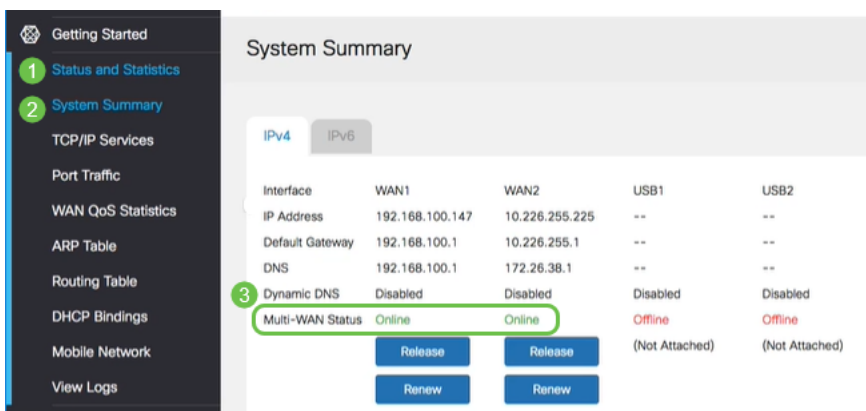 Getting Started
1 Status and Statistics
2 System Summary
TCP/IP Services
Port Traffic
WAN QoS Statistics
ARP Table
Routing Table
DHCP Bindings
Mobile Network
View Logs
System Summary
IPv4 IPv6
Interface WAN1 WAN2 USB1 USB2
IP Address 192.168.100.147 10.226.255.225 -- --
Default Gateway 192.168.100.1 10.226.255.1 -- --
DNS 192.168.100.1 172.26.38.1 -- --
3 Dynamic DNS Disabled Disabled Disabled Disabled
Multi-WAN Status Online Online Offline Offline
(Not Attached) (Not Attached)
Release Release
Renew Renew